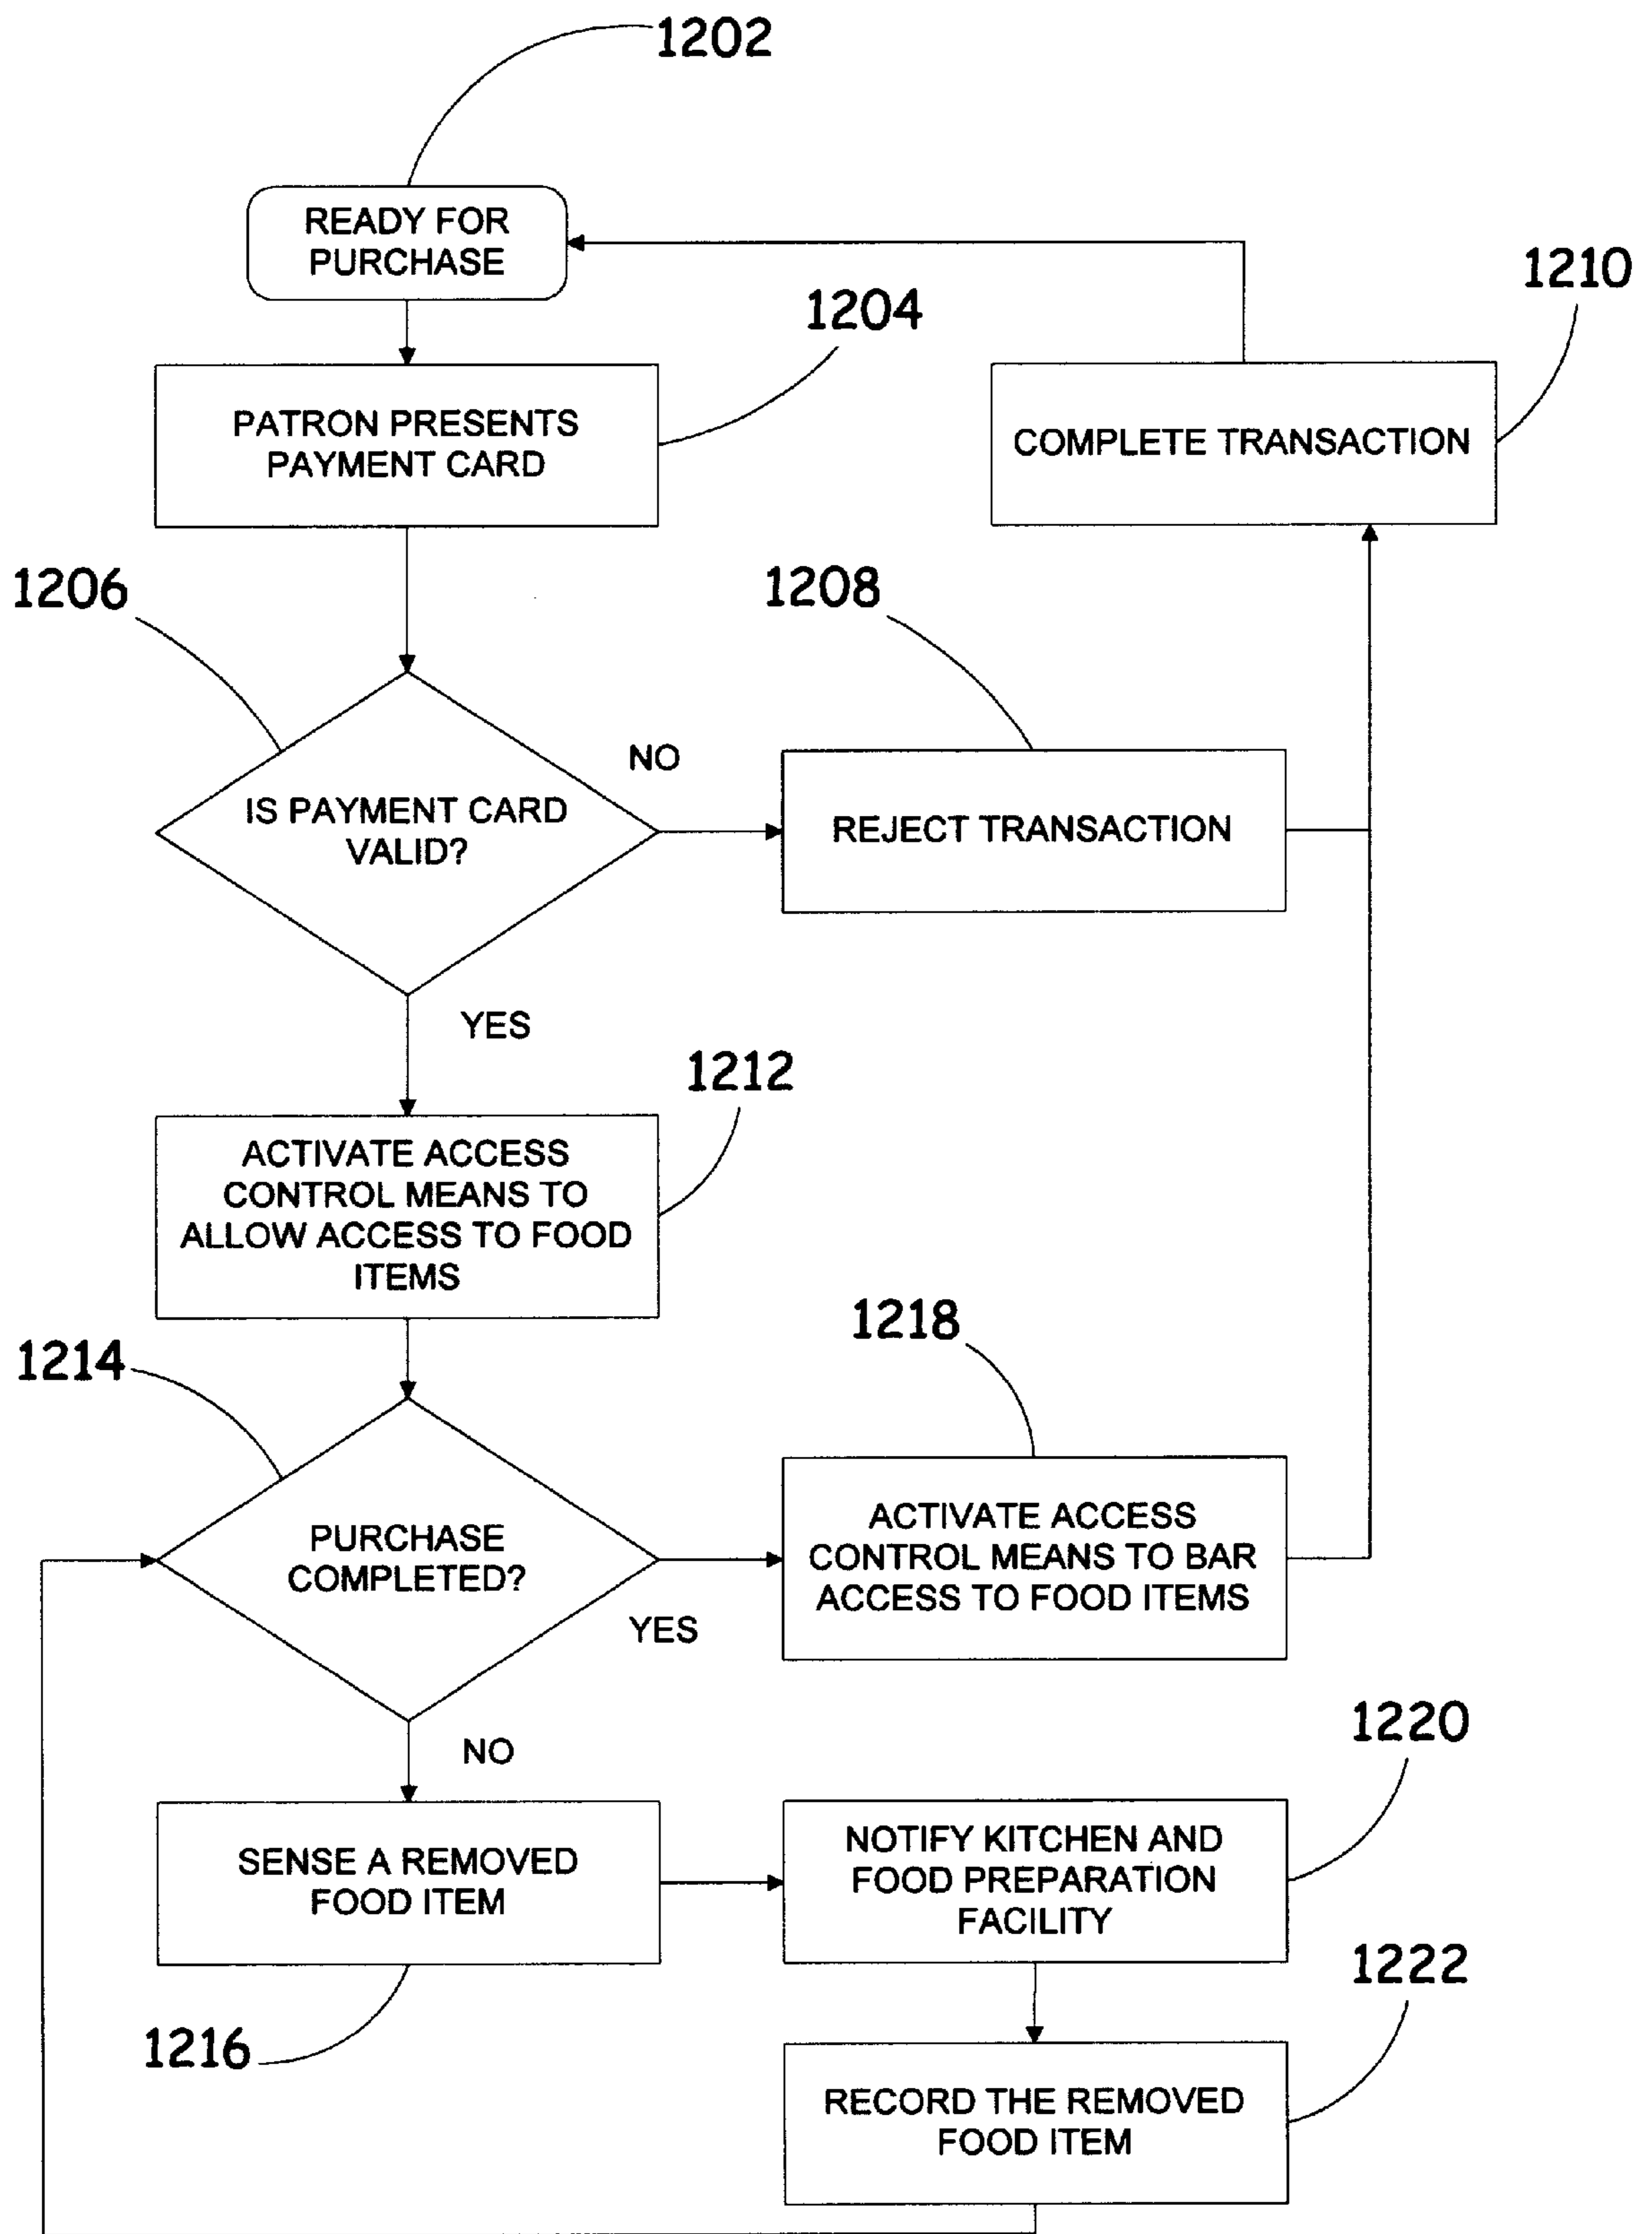 1202
READY FOR
PURCHASE
1210
1204
PATRON PRESENTS
PAYMENT CARD
COMPLETE TRANSACTION
1206
1208
NO
IS PAYMENT CARD
VALID?
REJECT TRANSACTION
YES
1212
ACTIVATE ACCESS
CONTROL MEANS TO
ALLOW ACCESS TO FOOD
ITEMS
1218
1214
PURCHASE
COMPLETED?
ACTIVATE ACCESS
CONTROL MEANS TO BAR
ACCESS TO FOOD ITEMS
YES
1220
NO
SENSE A REMOVED
FOOD ITEM
NOTIFY KITCHEN AND
FOOD PREPARATION
FACILITY
1222
1216
RECORD THE REMOVED
FOOD ITEM